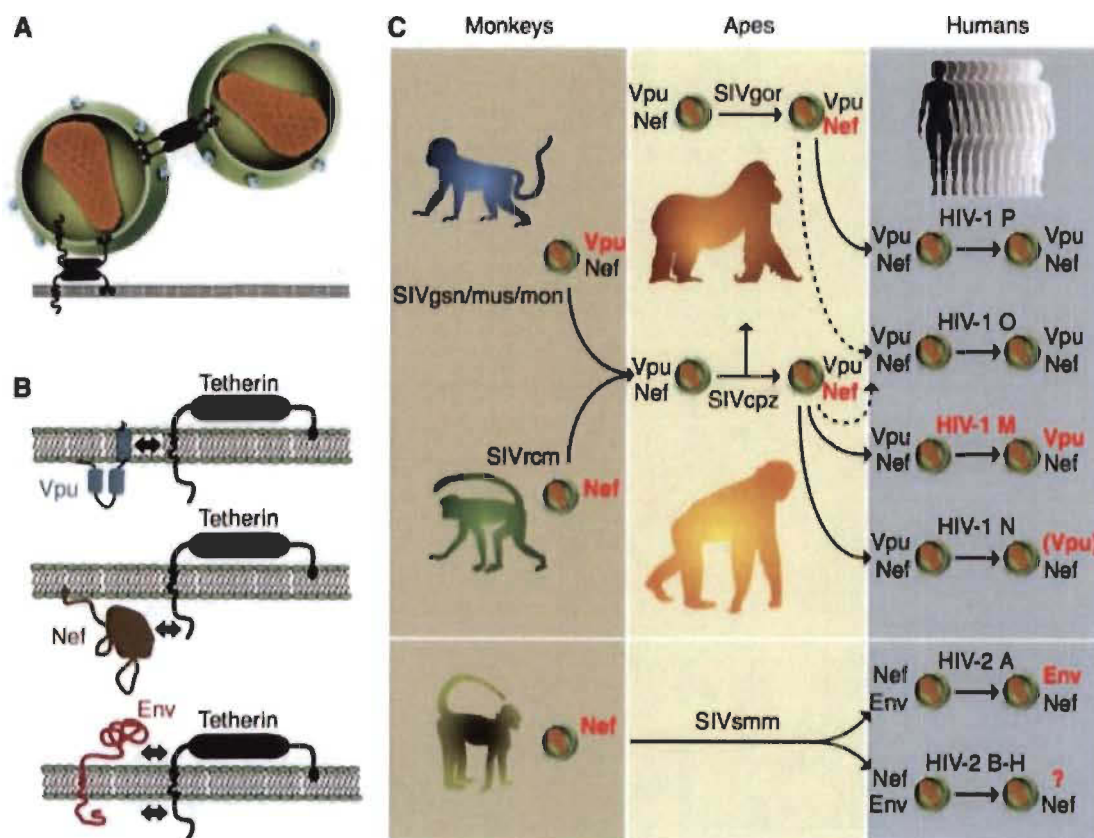 A
B
Tetherin
Vpu
Tetherin
Nef
Env
Tetherin
C
Monkeys
Apes
Humans
Vpu
Nef
SIVgsn/mus/mon
SIVrcm
Nef
Vpu
Nef
SIVgor
Vpu
Nef
Vpu
Nef
SIVcpz
Vpu
Nef
Vpu
Nef
HIV-1 P
Vpu
Nef
Vpu
Nef
HIV-1 O
Vpu
Nef
Vpu
Nef
HIV-1 M
Vpu
Nef
Vpu
Nef
HIV-1 N
(Vpu)
Nef
Nef
SIVsmm
Nef
Env
HIV-2 A
Env
Nef
Nef
Env
HIV-2 B-H
?
Nef